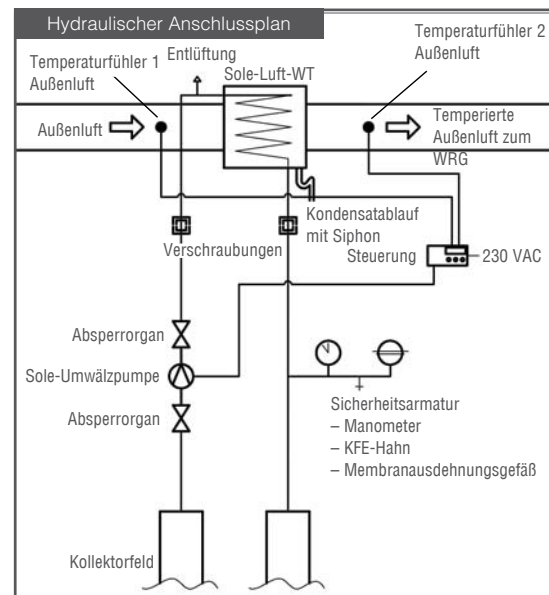 Hydraulischer Anschlussplan
Entlüftung
Temperaturfühler 1
Außenluft
Sole-Luft-WT
Temperaturfühler 2
Außenluft
Außenluft
Temperierte
Außenluft zum
WRG
Kondensatablauf
mit Siphon
Verschraubungen
Steuerung
230 VAC
Absperrorgan
Sole-Umwälzpumpe
Absperrorgan
Sicherheitsarmatur
– Manometer
– KFE-Hahn
– Membranausdehnungsgefäß
Kollektorfeld